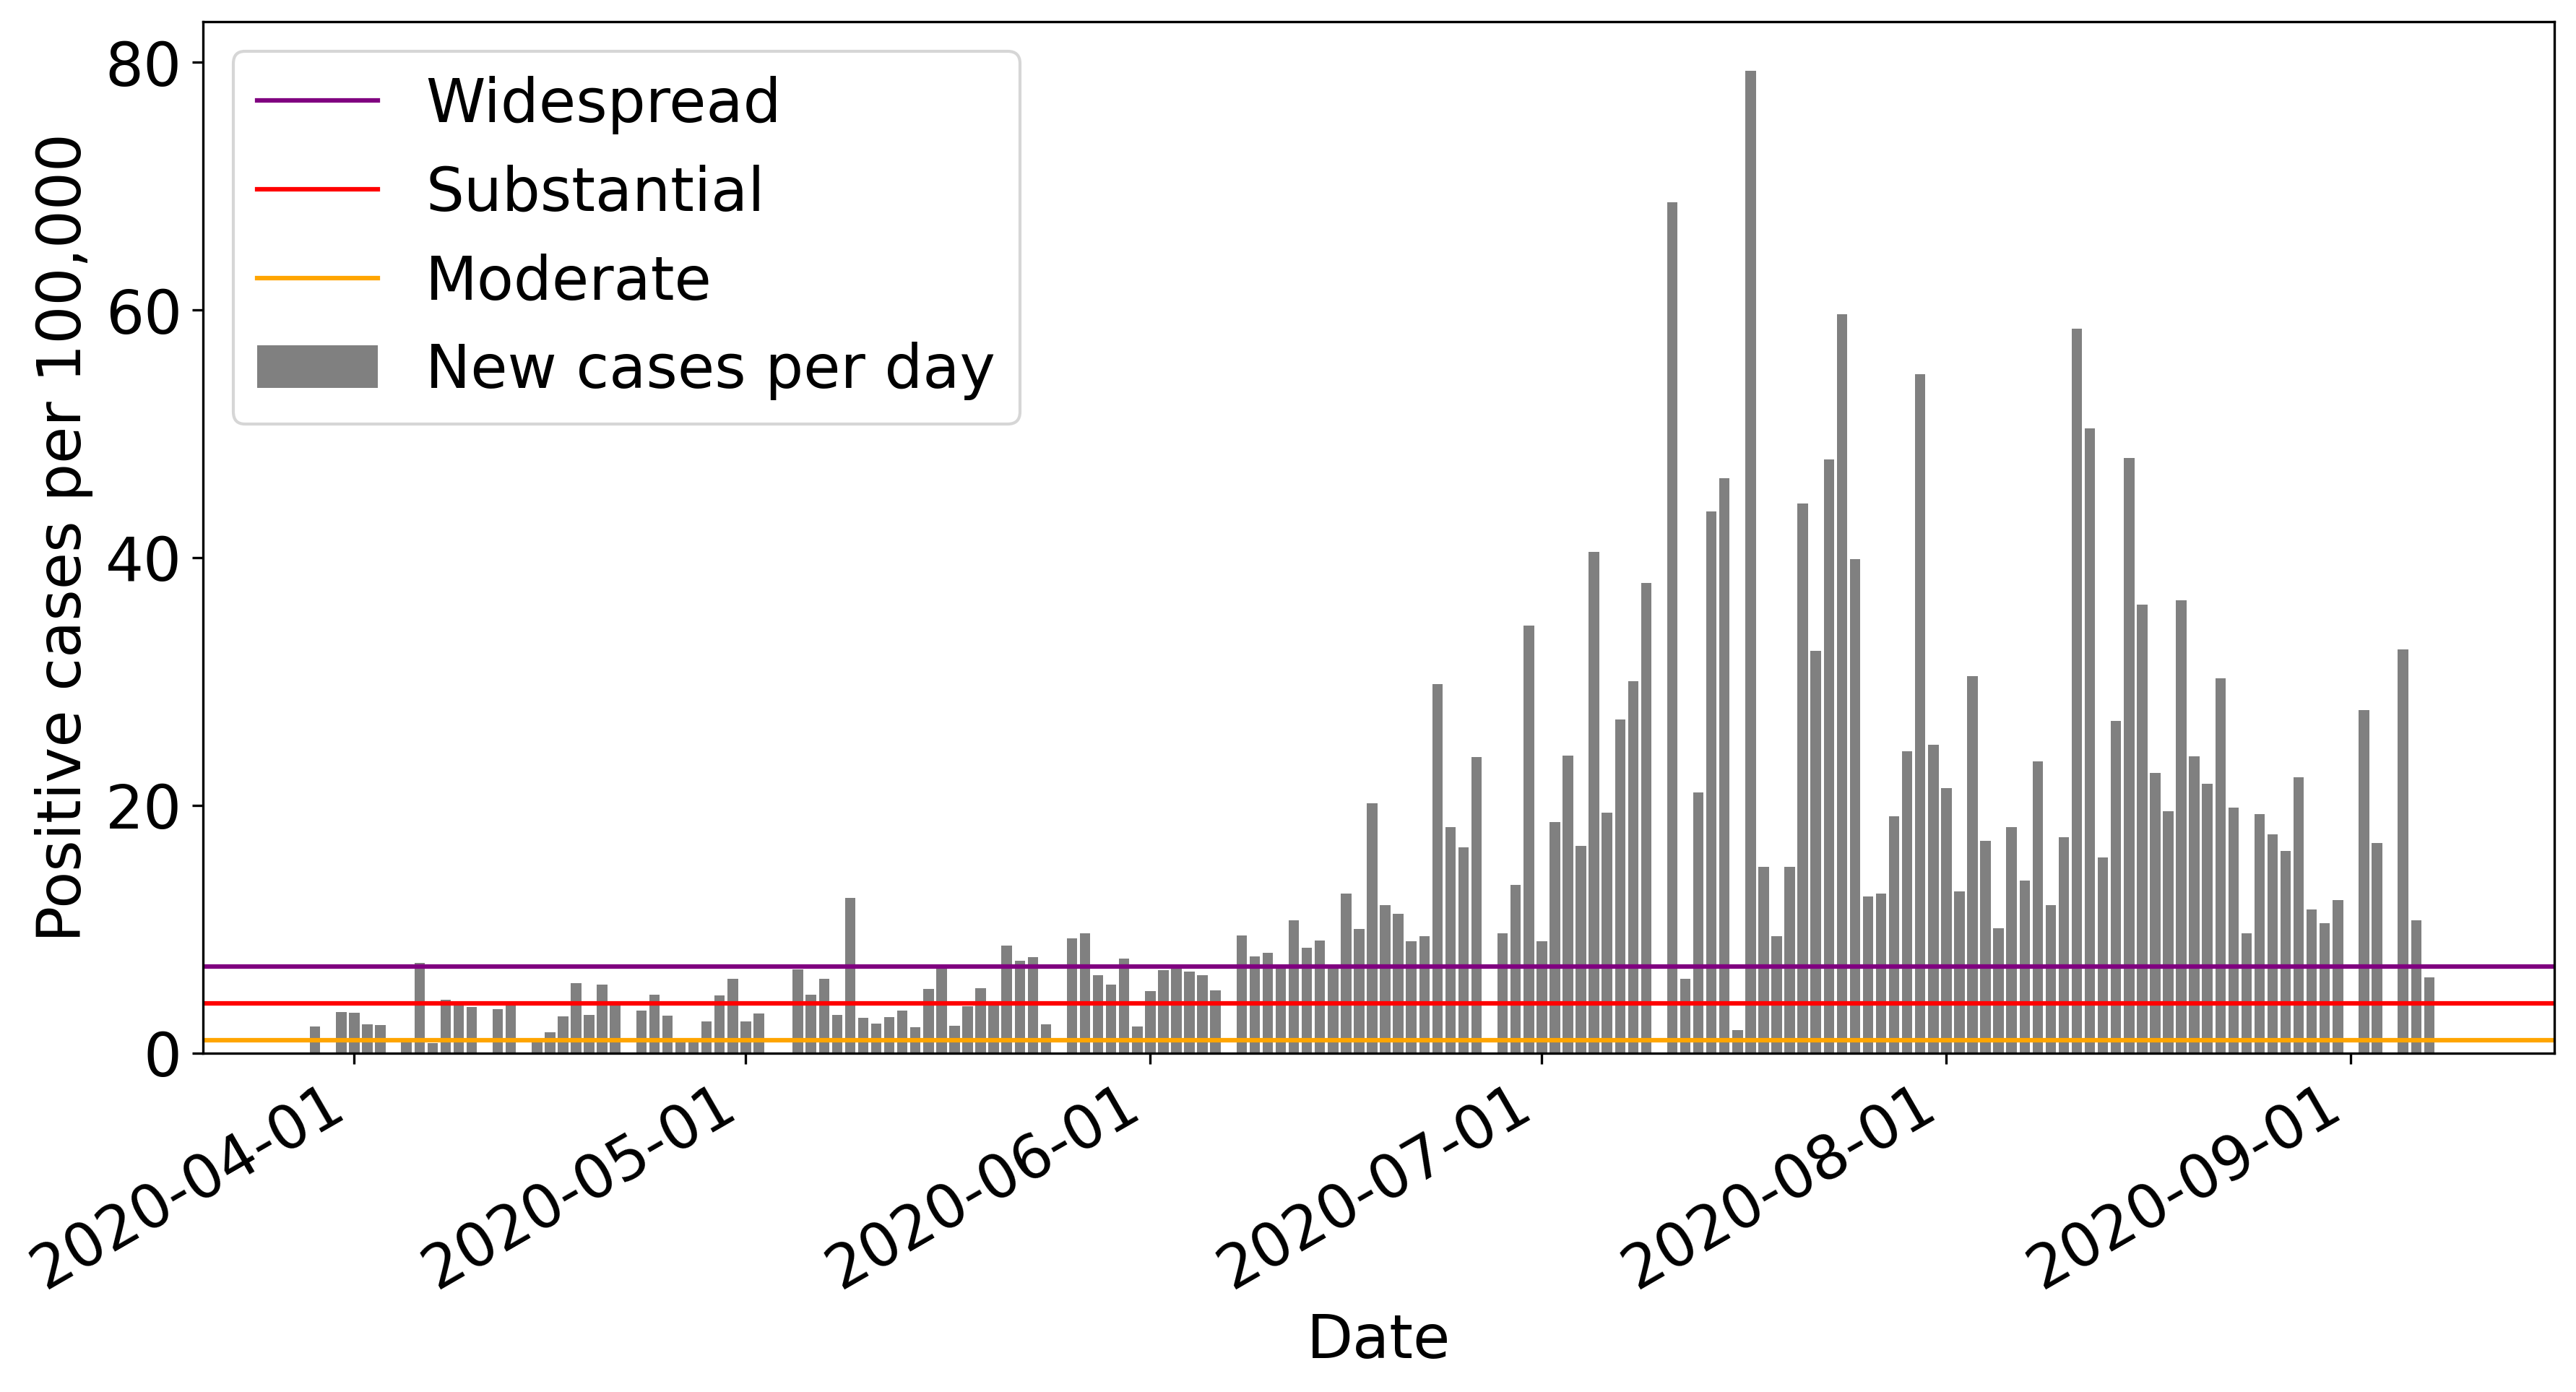 Positive cases per 100,000
80
60
40
20
0
Widespread
Substantial
Moderate
New cases per day
2020-04-01
2020-05-01
2020-06-01
2020-07-01
2020-08-01
2020-09-01
Date